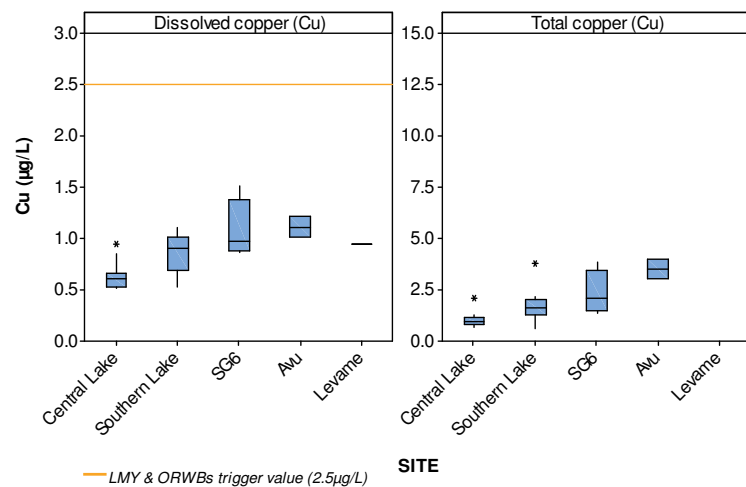 Dissolved copper (Cu)
Total copper (Cu)
Cu (µg/L)
3.0
2.5
2.0
1.5
1.0
0.5
0.0
15.0
12.5
10.0
7.5
5.0
2.5
0.0
*
*
*
Central Lake
Southern Lake
SG6
Avu
Levame
Central Lake
Southern Lake
SG6
Avu
Levame
SITE
LMY & ORWBs trigger value (2.5µg/L)